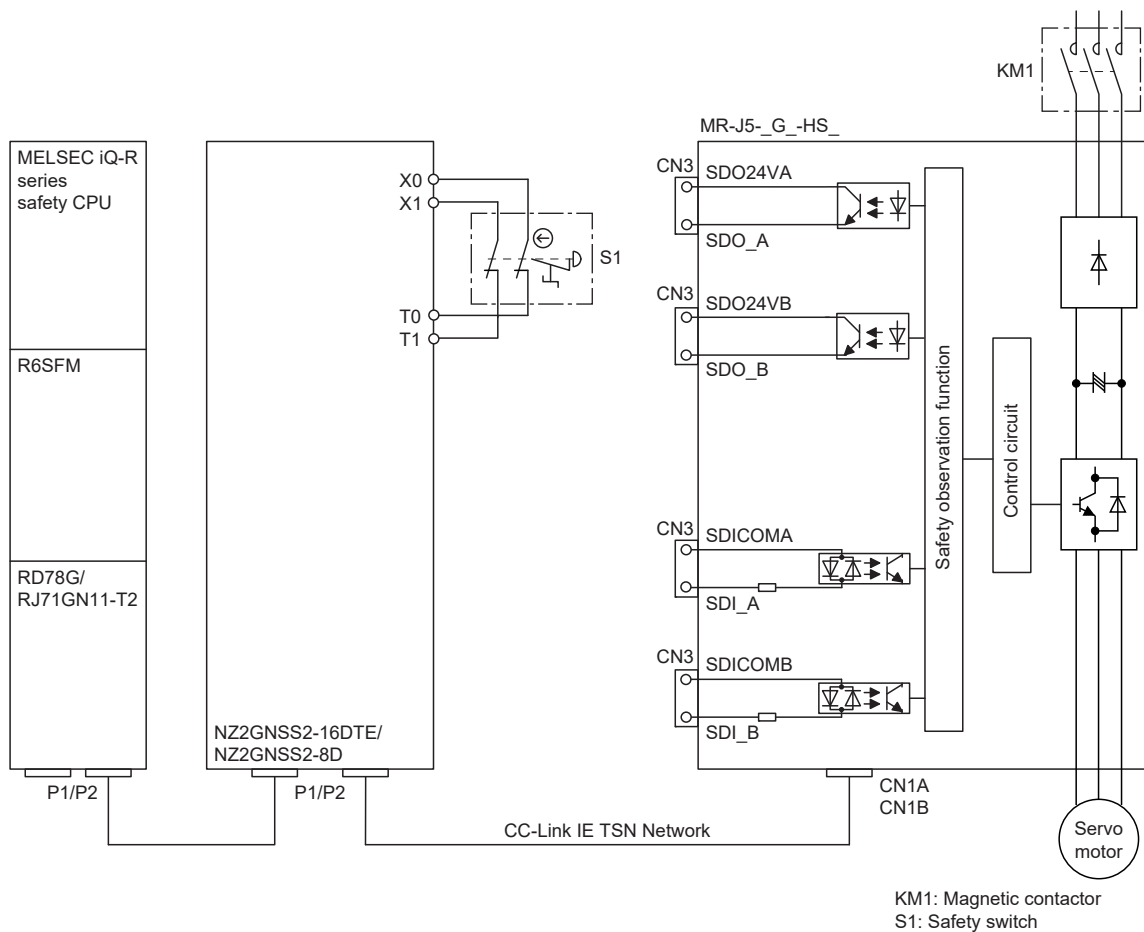 KM1
MR-J5-_G_-HS_
MELSEC iQ-R
series
safety CPU
R6SFM
RD78G/
RJ71GN11-T2
P1/P2
X0
X1
S1
T0
T1
NZ2GNSS2-16DTE/
NZ2GNSS2-8D
P1/P2
CN3
SDO24VA
SDO_A
CN3
SDO24VB
SDO_B
CN3
SDICOMA
SDI_A
CN3
SDICOMB
SDI_B
Safety observation function
Control circuit
CN1A
CN1B
CC-Link IE TSN Network
Servo
motor
KM1: Magnetic contactor
S1: Safety switch